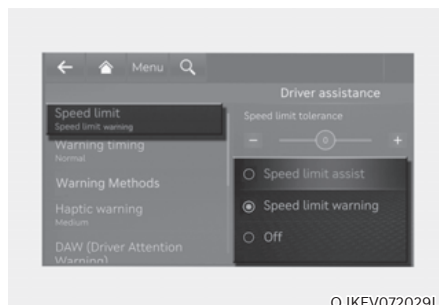 Menu
Driver assistance
Speed limit
Speed limit warning
Warning timing
Normal
Warning Methods
Haptic warning
Medium
DAW (Driver Attention
Warning)
Speed limit tolerance
− 0 +
Speed limit assist
Speed limit warning
Off
OJKEV072029L